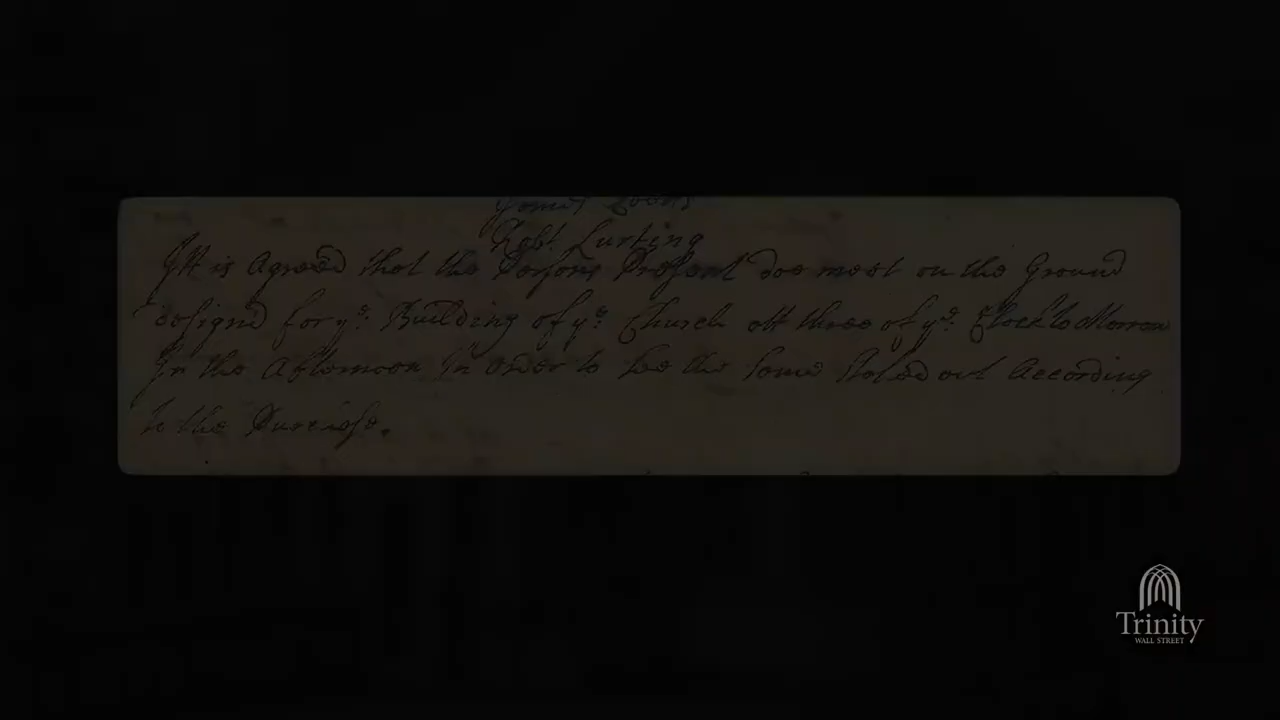 Robt. Lurting
It is Agreed that the Persons Present doe meet on the Ground
designd for ye. Building of ye. Church att three of ye. Clock to Morrow
In the Afternoon In order to See the Same Staked out According
to the
Trinity
WALL STREET